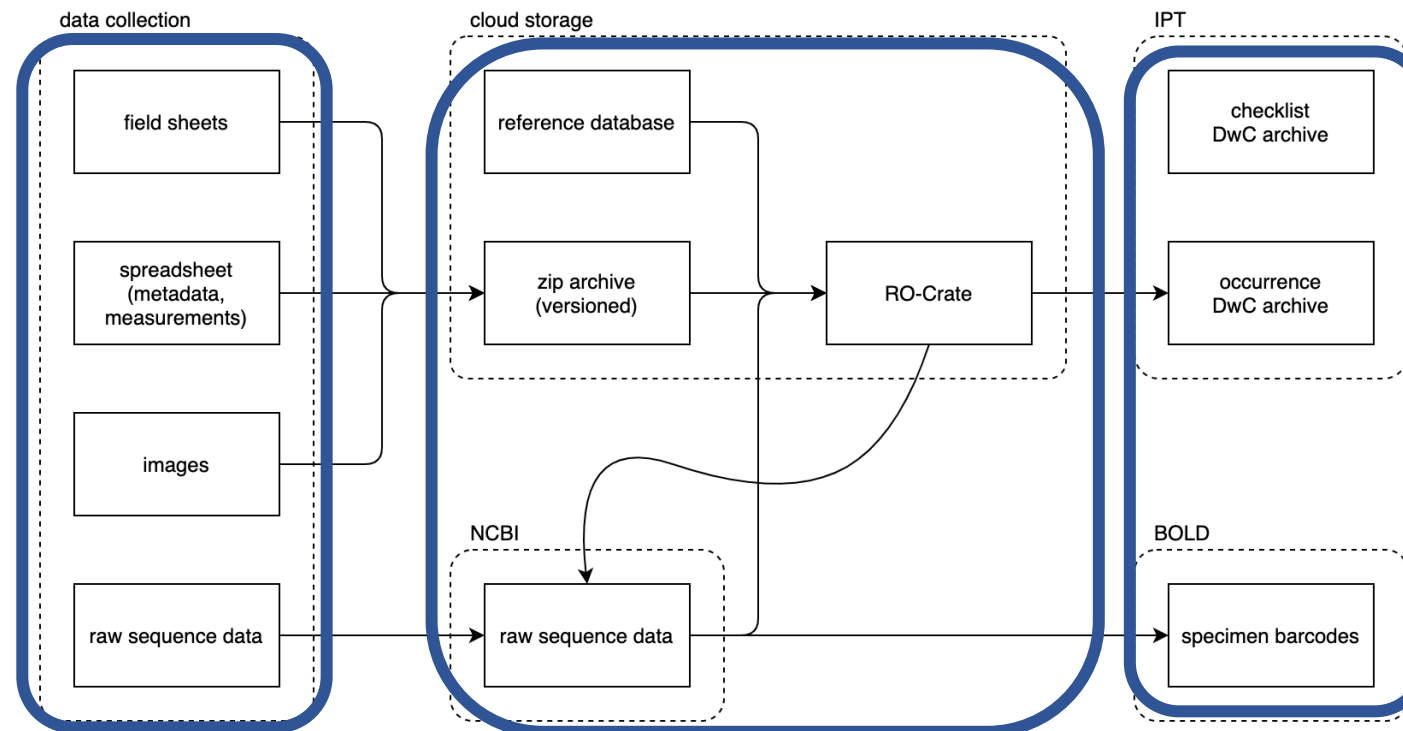 data collection
cloud storage
IPT
field sheets
reference database
checklist
DwC archive
spreadsheet
(metadata,
measurements)
zip archive
(versioned)
RO-Crate
occurrence
DwC archive
images
NCBI
BOLD
raw sequence data
raw sequence data
specimen barcodes